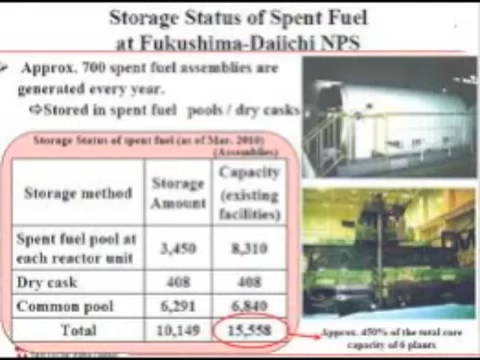 Storage Status of Spent Fuel
at Fukushima-Daiichi NPS
Approx. 700 spent fuel assemblies are
generated every year.
⇨Stored in spent fuel pools / dry casks
Storage Status of spent fuel (as of Mar. 2010)
(Assemblies)
Storage method
Storage
Amount
Capacity
(existing
facilities)
Spent fuel pool at
each reactor unit
3,450
8,310
Dry cask
408
408
Common pool
6,291
6,840
Total
10,149
15,558
Approx. 450% of the total core
capacity of 6 plants